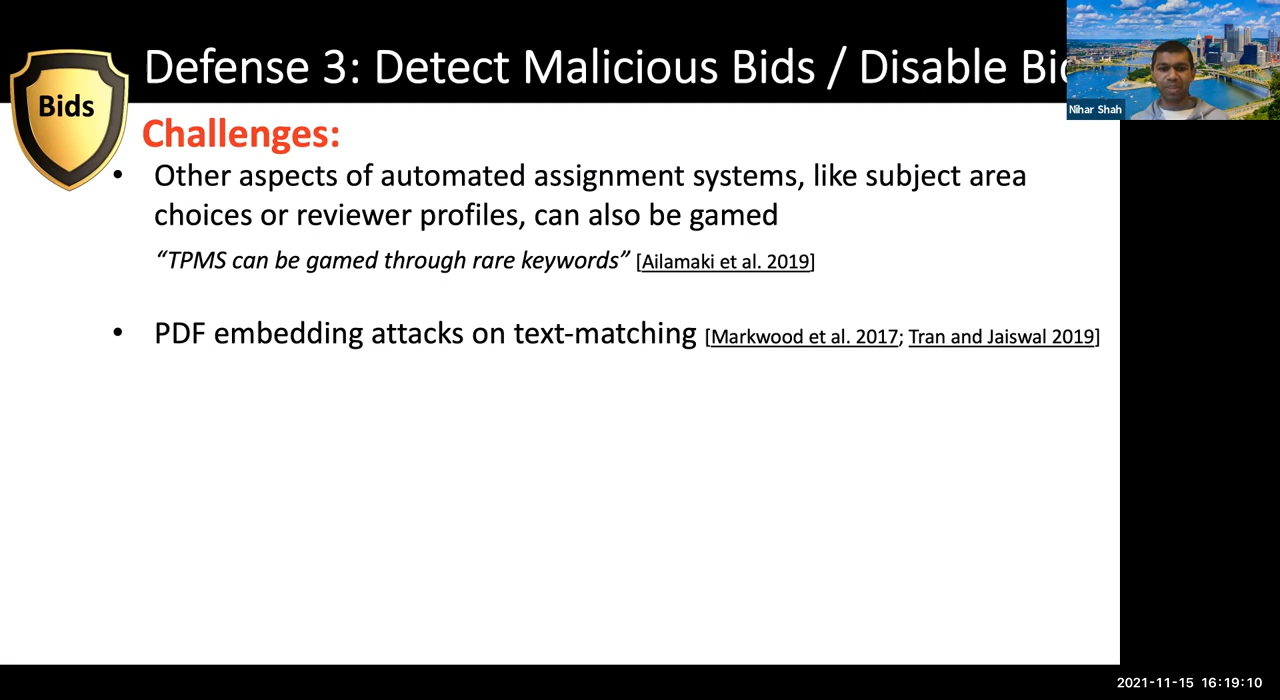 Defense 3: Detect Malicious Bids / Disable
Nihar Shah
Bids
Challenges:
• Other aspects of automated assignment systems, like subject area
choices or reviewer profiles, can also be gamed
“TPMS can be gamed through rare keywords” [Ailamaki et al. 2019]
• PDF embedding attacks on text-matching [Markwood et al. 2017; Tran and Jaiswal 2019]
2021-11-15 16:19:10